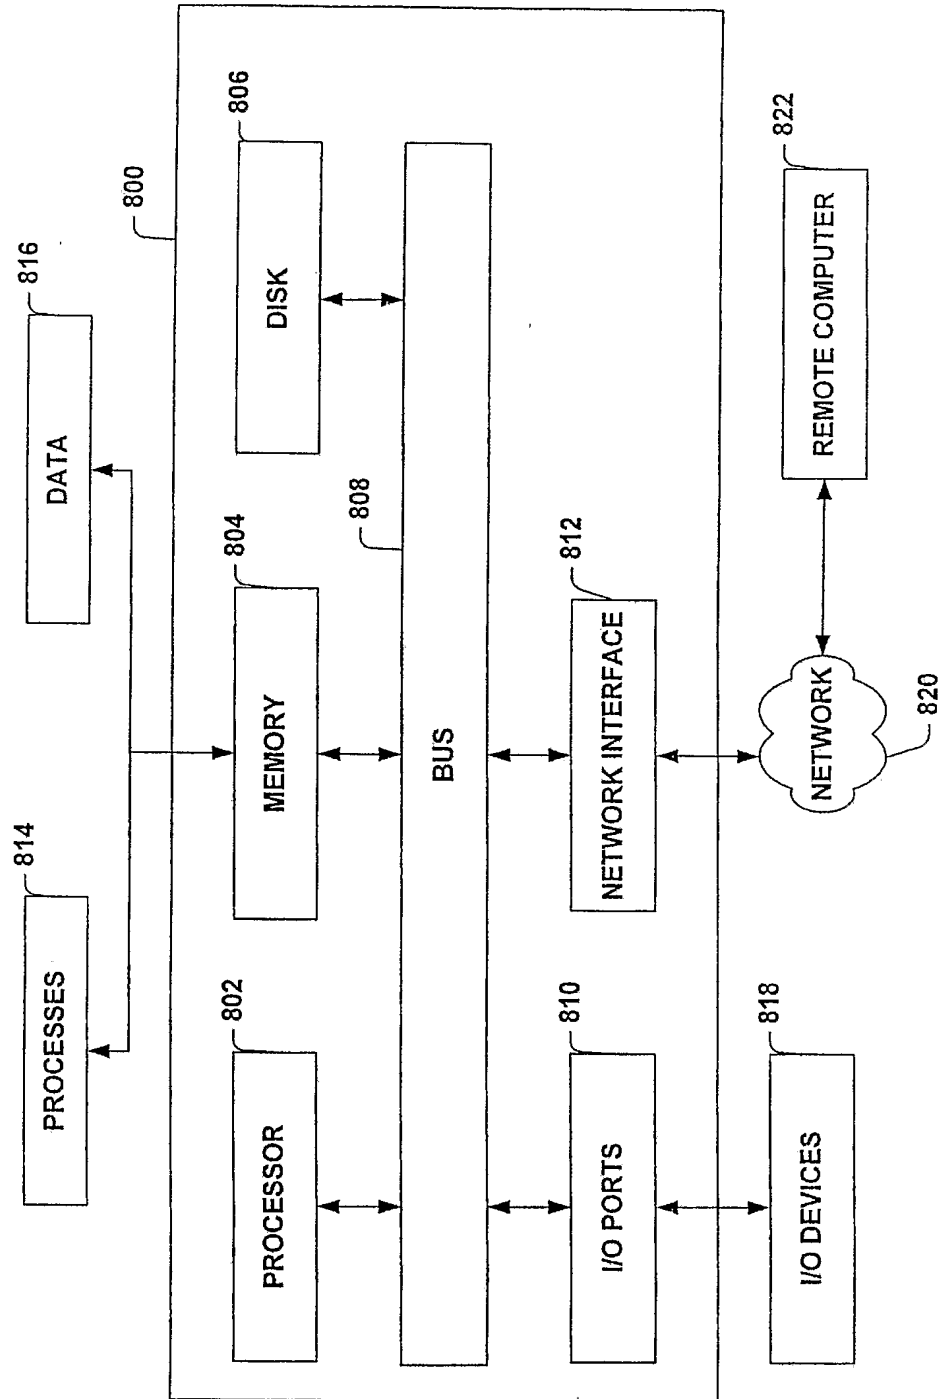 PROCESSES
814
DATA
816
800
PROCESSOR
802
MEMORY
804
DISK
806
808
BUS
I/O PORTS
810
NETWORK INTERFACE
812
I/O DEVICES
818
NETWORK
820
REMOTE COMPUTER
822